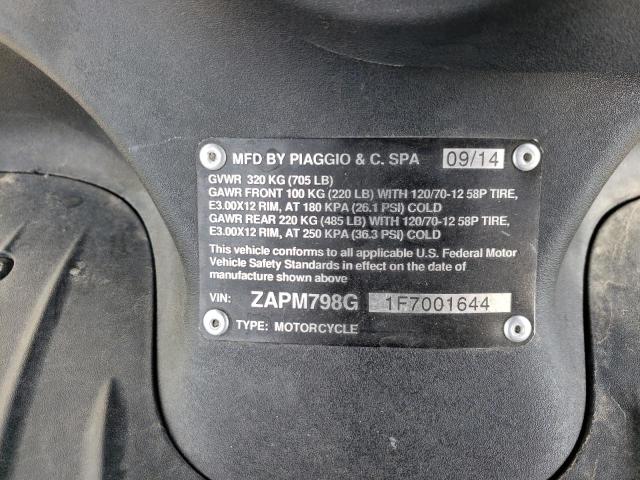 MFD BY PIAGGIO & C. SPA 09/14
GVWR 320 KG (705 LB)
GAWR FRONT 100 KG (220 LB) WITH 120/70-12 58P TIRE,
E3.00X12 RIM, AT 180 KPA (26.1 PSI) COLD
GAWR REAR 220 KG (485 LB) WITH 120/70-12 58P TIRE,
E3.00X12 RIM, AT 250 KPA (36.3 PSI) COLD
This vehicle conforms to all applicable U.S. Federal Motor
Vehicle Safety Standards in effect on the date of
manufacture shown above
VIN: ZAPM798G 1F7001644
TYPE: MOTORCYCLE